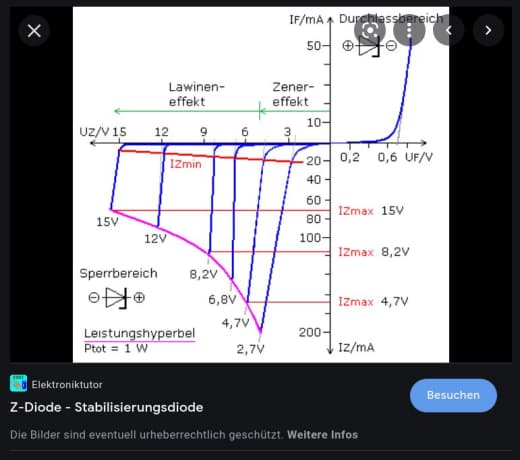 IF/mA Durchlassbereich
50
Lawinen-
effekt
Zener-
effekt
10
UZ/V 15 12 9 6 3
0,2 0,6 UF/V
IZmin
20
40
60
80
100
200
IZmax 15V
IZmax 8,2V
IZmax 4,7V
15V
12V
8,2V
6,8V
4,7V
2,7V
Sperrbereich
Leistungshyperbel
Ptot = 1 W
IZ/mA
Elektroniktutor
Z-Diode - Stabilisierungsdiode
Besuchen
Die Bilder sind eventuell urheberrechtlich geschützt. Weitere Infos